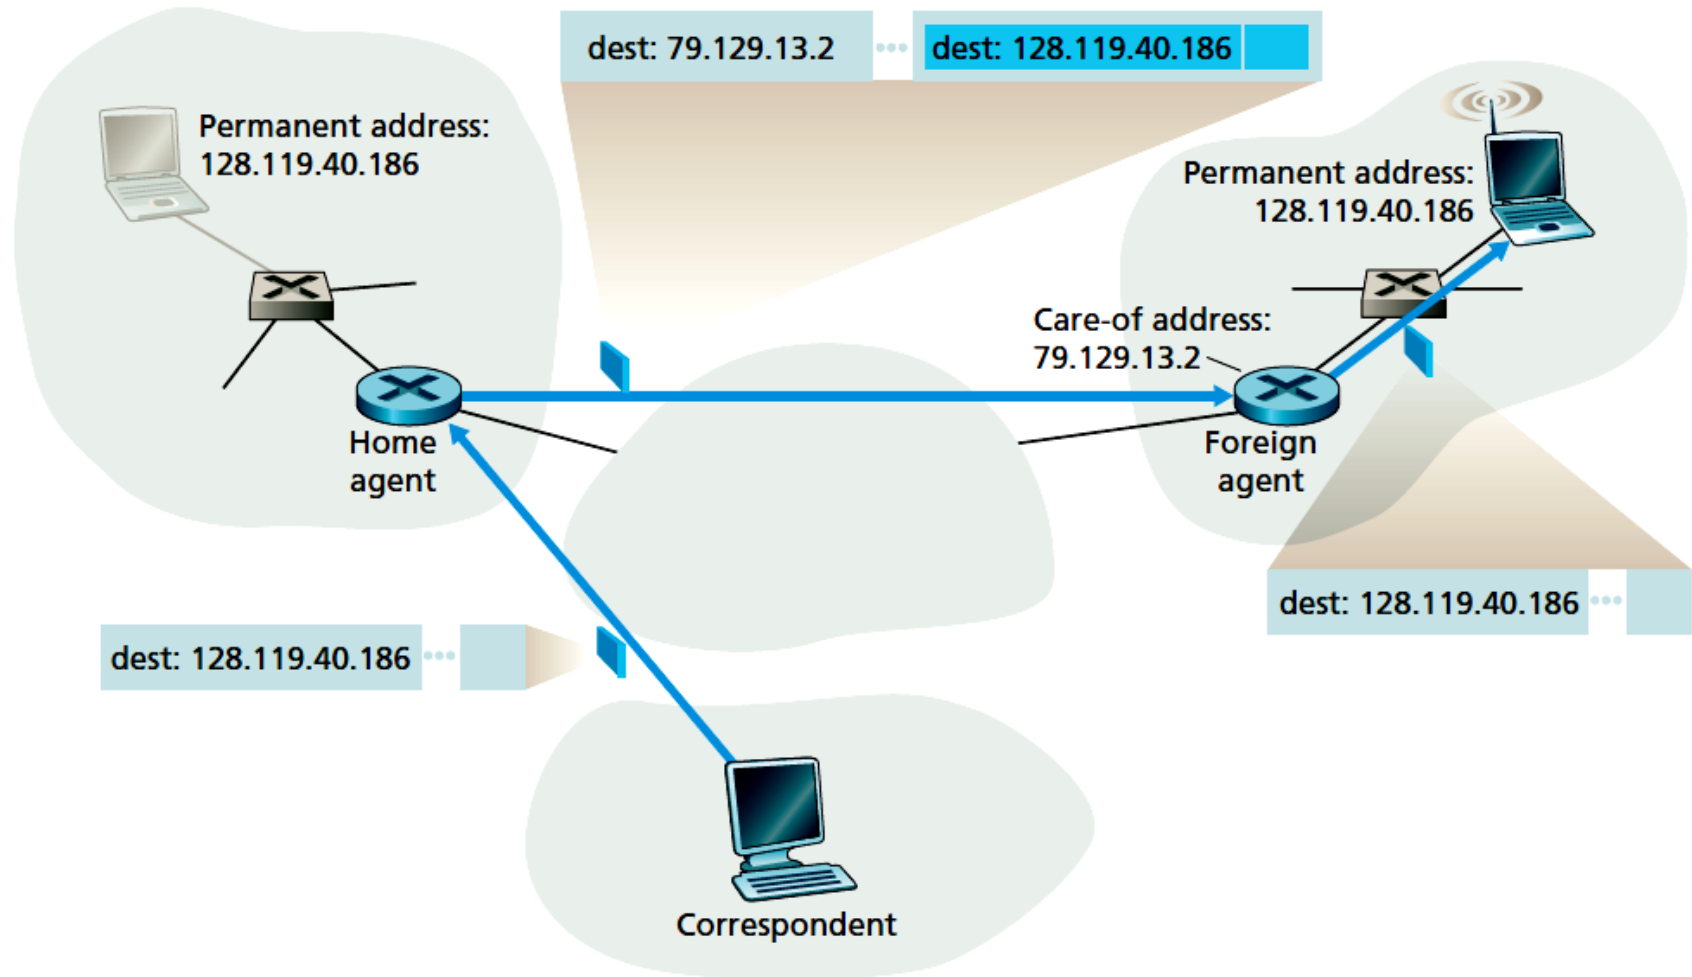 dest: 79.129.13.2 ••• dest: 128.119.40.186
Permanent address:
128.119.40.186
Permanent address:
128.119.40.186
Care-of address:
79.129.13.2
Home
agent
Foreign
agent
dest: 128.119.40.186 •••
dest: 128.119.40.186 •••
Correspondent